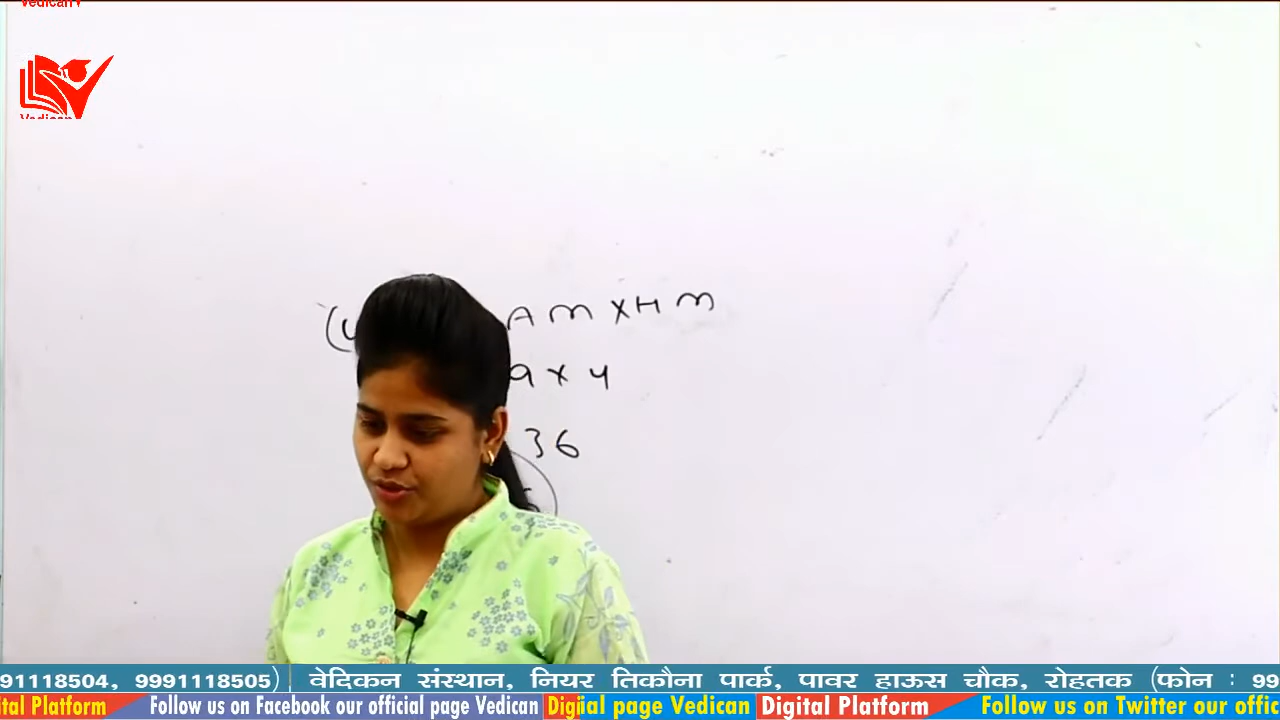 Vedican
Vedican
AM X HM
9 x 4
36
91118504, 9991118505) वेदिकन संस्थान, नियर तिकौना पार्क, पावर हाऊस चौक, रोहतक (फोन : 99
ital Platform Follow us on Facebook our official page Vedican Digiial page Vedican Digital Platform Follow us on Twitter our offic